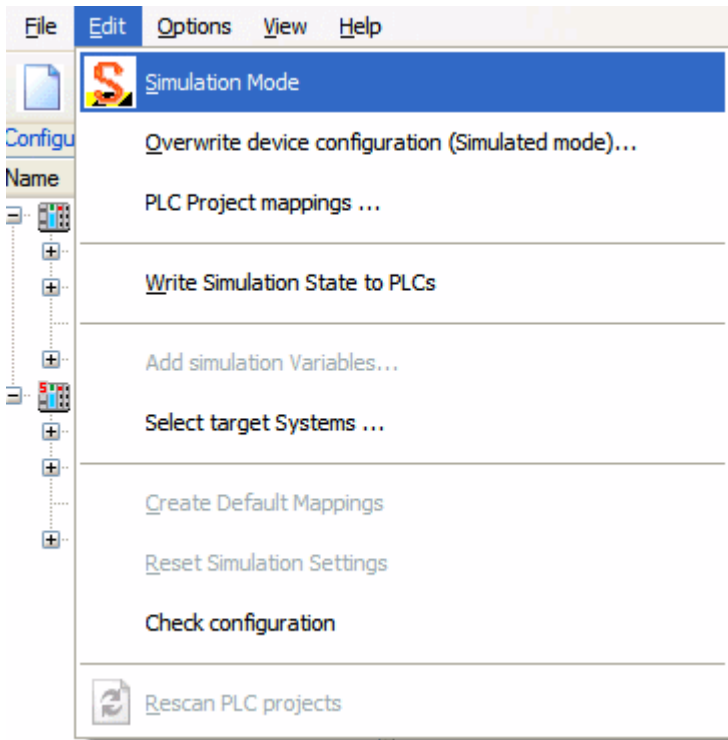 File Edit Options View Help
Simulation Mode
Configu
Overwrite device configuration (Simulated mode)...
Name
PLC Project mappings ...
Write Simulation State to PLCs
Add simulation Variables...
Select target Systems ...
Create Default Mappings
Reset Simulation Settings
Check configuration
Rescan PLC projects